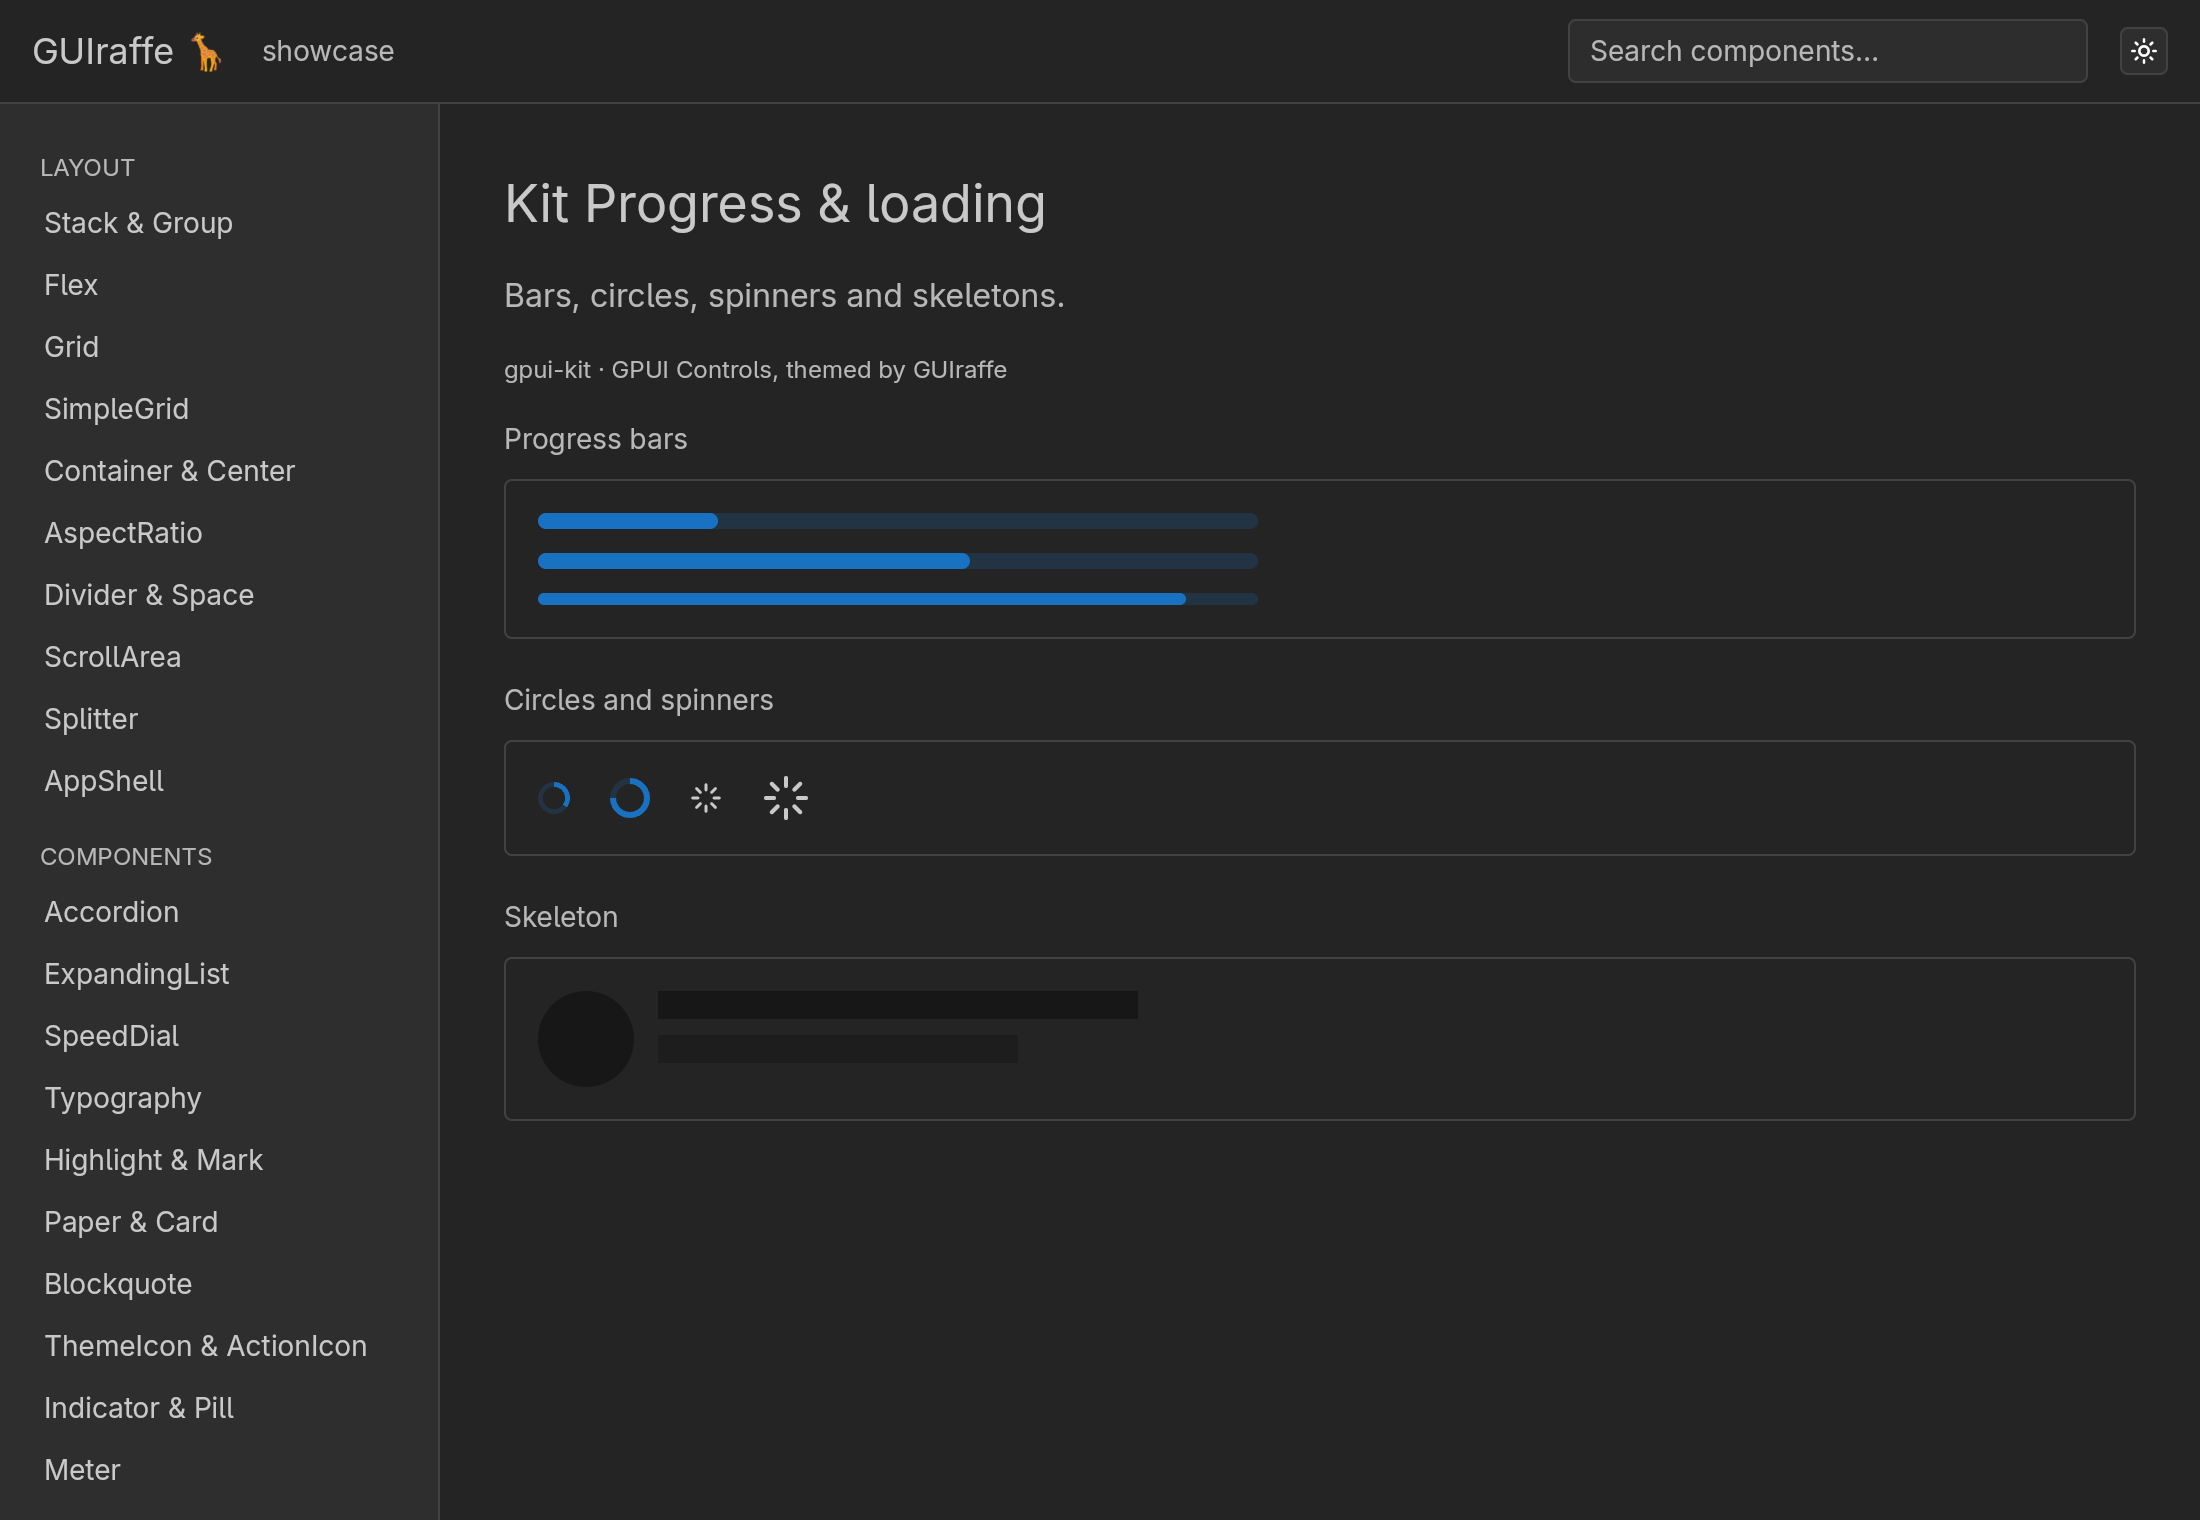 GUIraffe 🦒 showcase Search components...
LAYOUT
Stack & Group
Flex
Grid
SimpleGrid
Container & Center
AspectRatio
Divider & Space
ScrollArea
Splitter
AppShell
COMPONENTS
Accordion
ExpandingList
SpeedDial
Typography
Highlight & Mark
Paper & Card
Blockquote
ThemeIcon & ActionIcon
Indicator & Pill
Meter
Kit Progress & loading
Bars, circles, spinners and skeletons.
gpui-kit · GPUI Controls, themed by GUIraffe
Progress bars
Circles and spinners
Skeleton